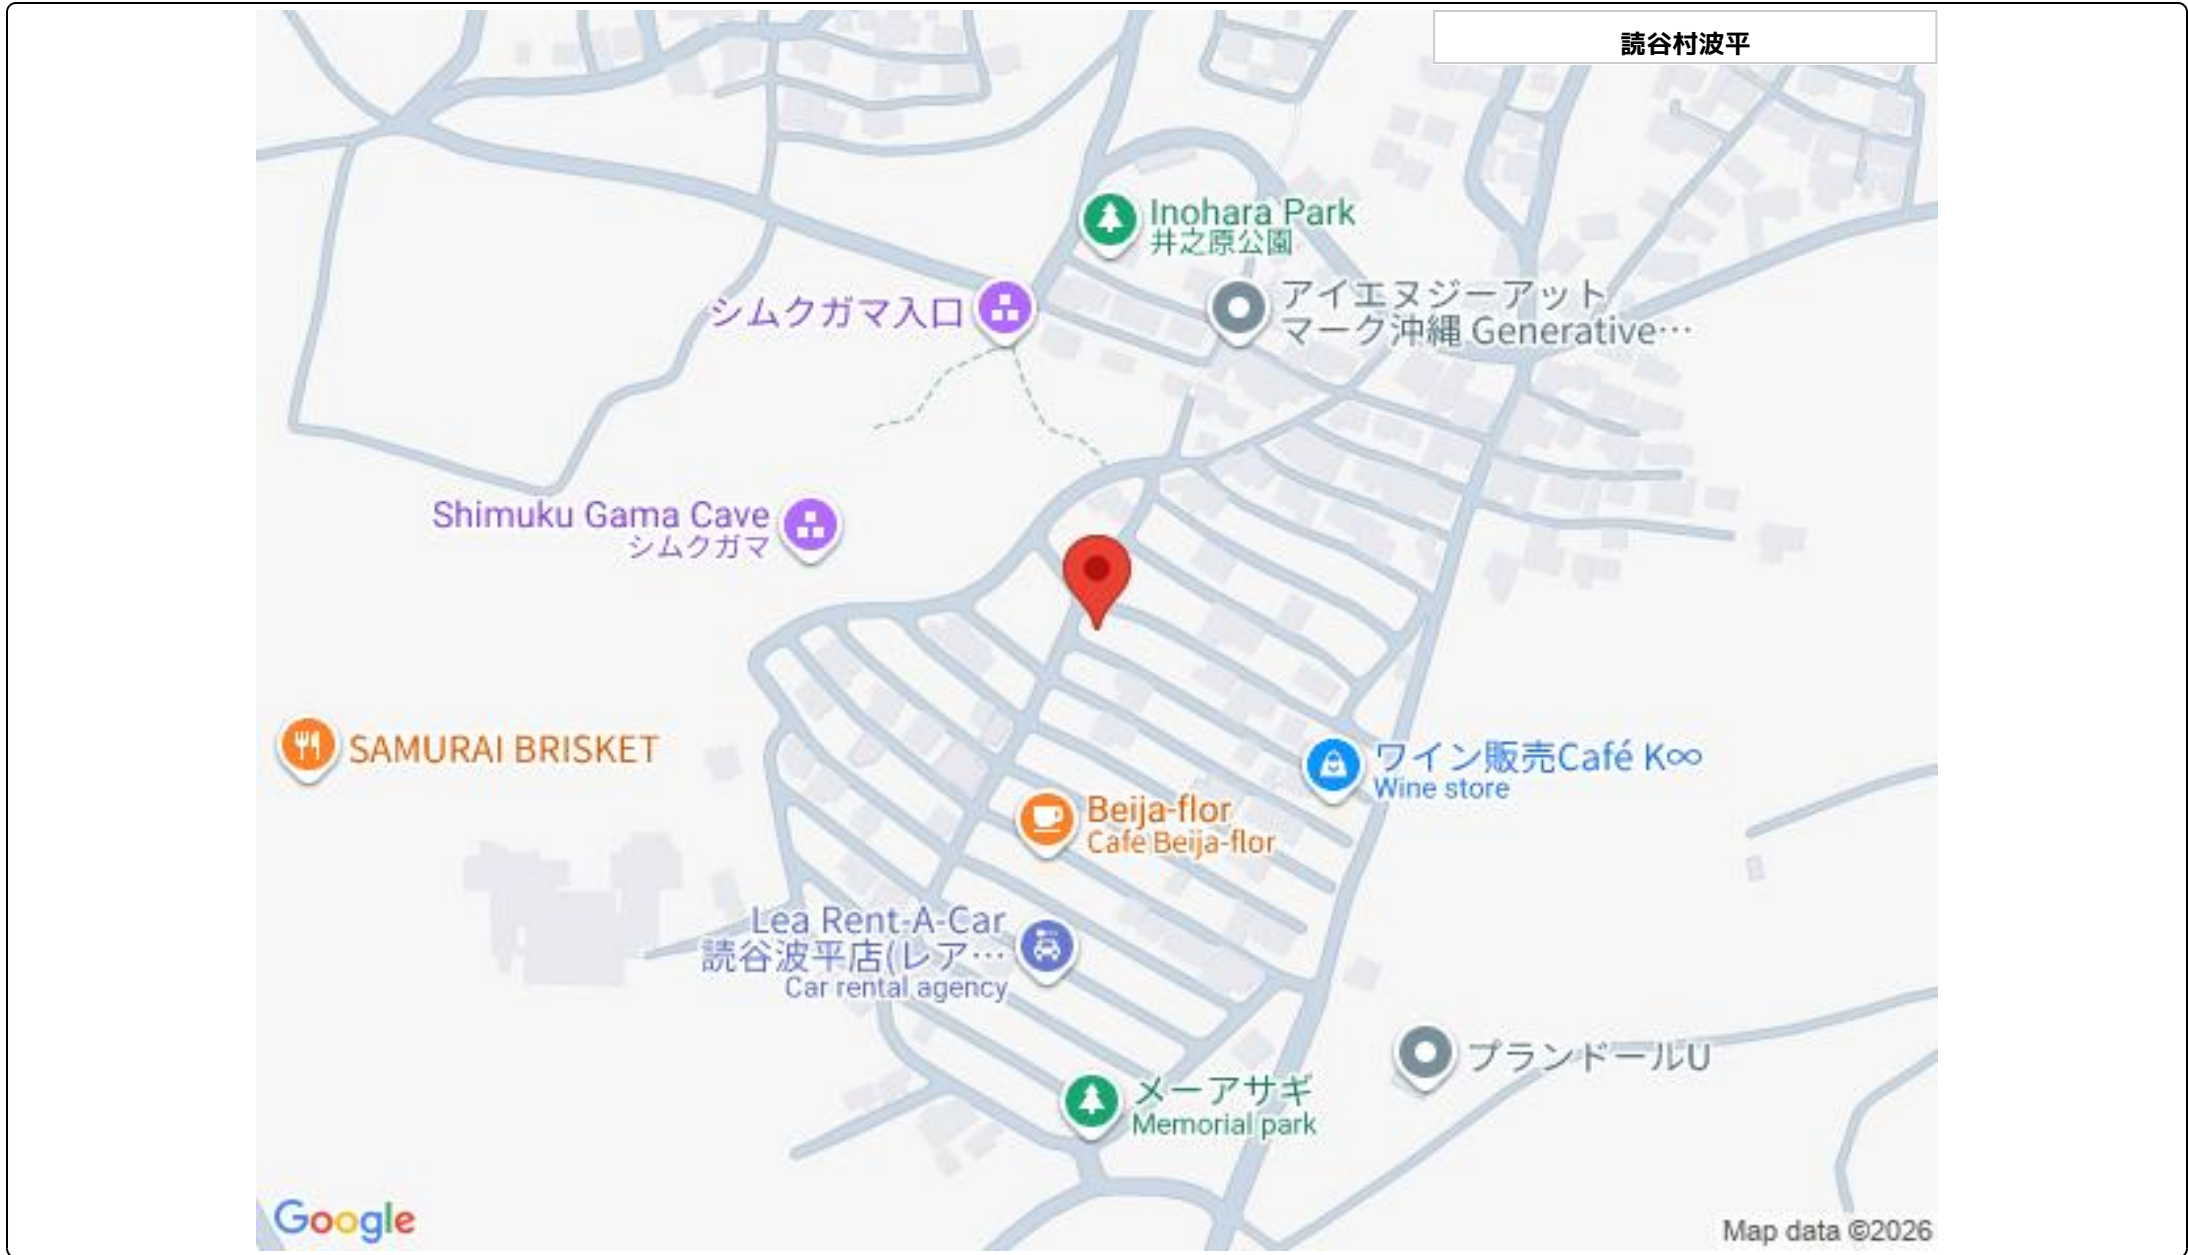 読谷村波平
Inohara Park
井之原公園
シムクガマ入口
アイエヌジーアット
マーク沖縄 Generative…
Shimuku Gama Cave
シムクガマ
SAMURAI BRISKET
ワイン販売Café K∞
Wine store
Beija-flor
Cafe Beija-flor
Lea Rent-A-Car
読谷波平店(レア…
Car rental agency
プランドールU
メーアサギ
Memorial park
Google
Map data ©2026